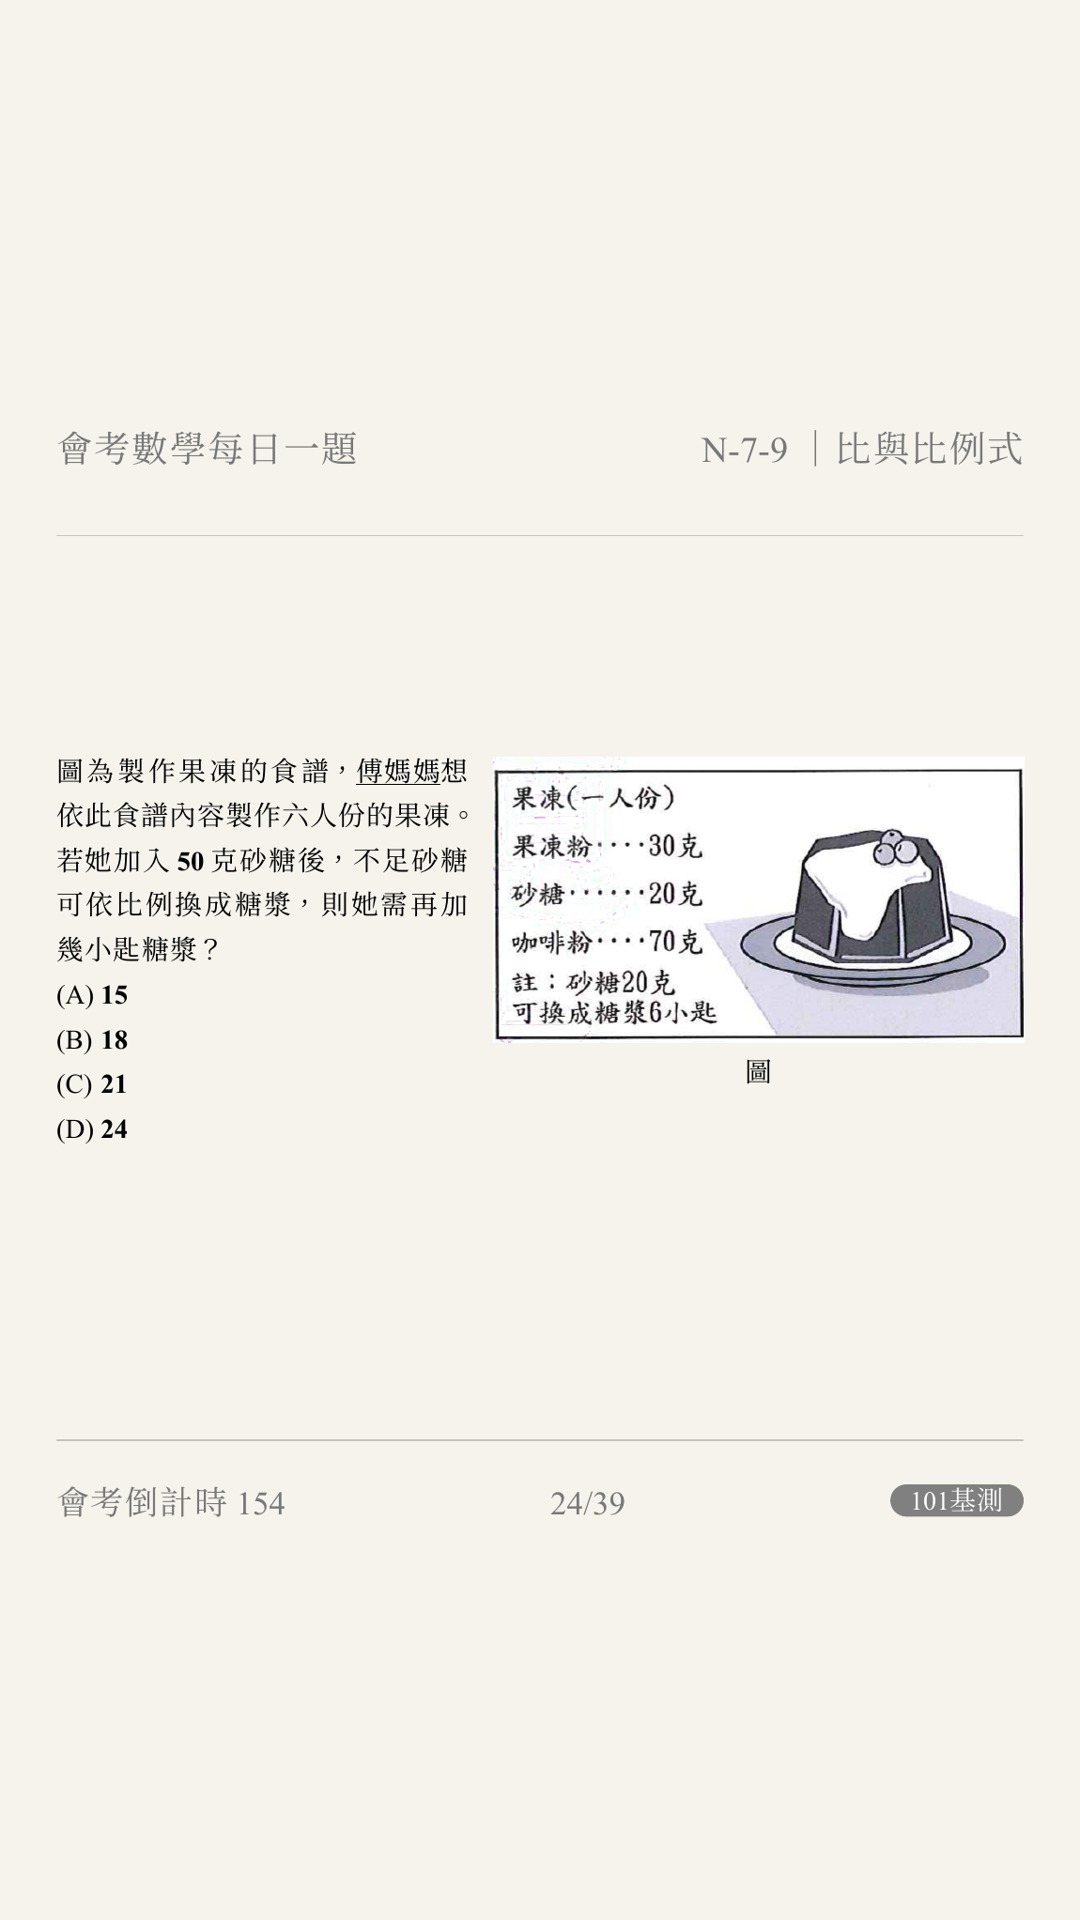 會考數學每日一題
N-7-9｜比與比例式
圖為製作果凍的食譜，傅媽媽想
依此食譜內容製作六人份的果凍。
若她加入 50 克砂糖後，不足砂糖
可依比例換成糖漿，則她需再加
幾小匙糖漿？
(A) 15
(B) 18
(C) 21
(D) 24
果凍(一人份)
果凍粉‧‧‧‧30克
砂糖‧‧‧‧‧‧20克
咖啡粉‧‧‧‧70克
註：砂糖20克
可換成糖漿6小匙
圖
會考倒計時 154
24/39
101基測